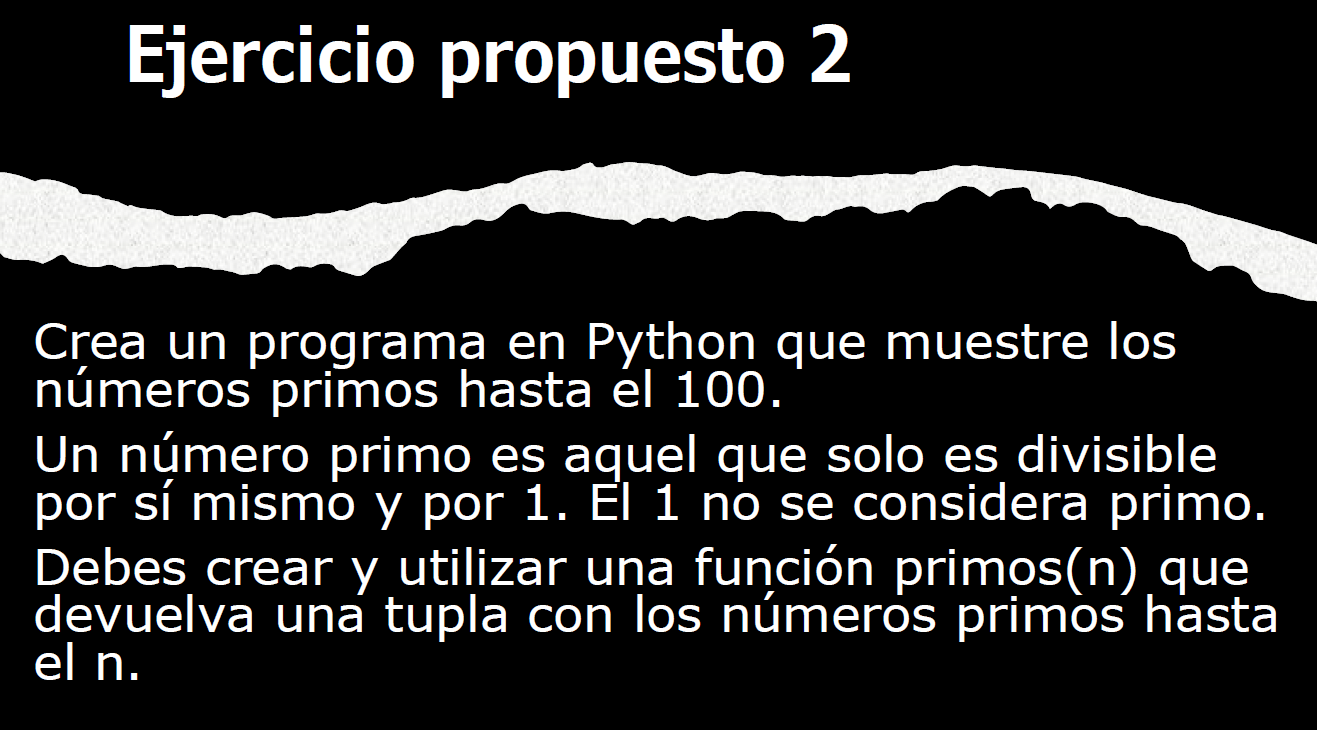 Ejercicio propuesto 2
Crea un programa en Python que muestre los
números primos hasta el 100.
Un número primo es aquel que solo es divisible
por sí mismo y por 1. El 1 no se considera primo.
Debes crear y utilizar una función primos(n) que
devuelva una tupla con los números primos hasta
el n.